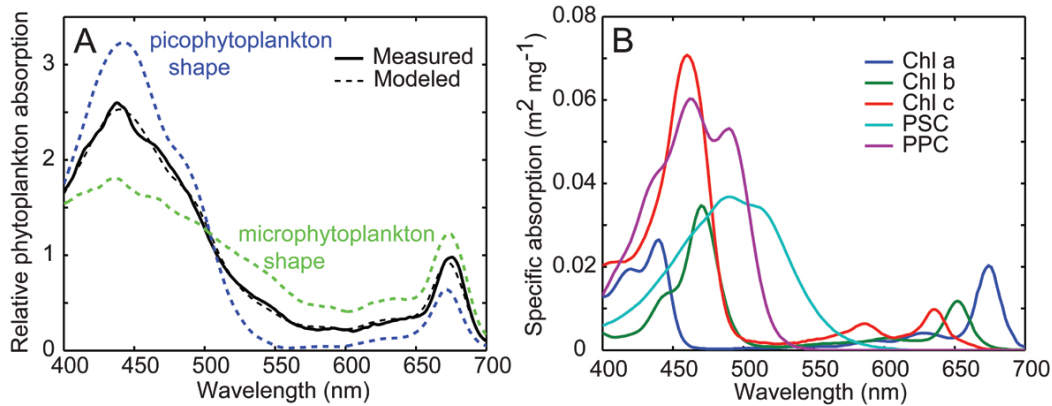 A
picophytoplankton
shape
Measured
Modeled
microphytoplankton
shape
Relative phytoplankton absorption
3
2
1
0
400 450 500 550 600 650 700
Wavelength (nm)
B
Chl a
Chl b
Chl c
PSC
PPC
Specific absorption (m² mg⁻¹)
0.08
0.06
0.04
0.02
0
400 450 500 550 600 650 700
Wavelength (nm)